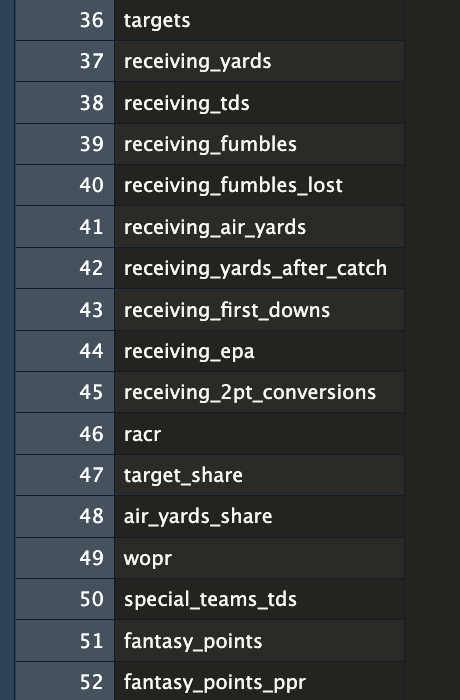 36 targets
37 receiving_yards
38 receiving_tds
39 receiving_fumbles
40 receiving_fumbles_lost
41 receiving_air_yards
42 receiving_yards_after_catch
43 receiving_first_downs
44 receiving_epa
45 receiving_2pt_conversions
46 racr
47 target_share
48 air_yards_share
49 wopr
50 special_teams_tds
51 fantasy_points
52 fantasy_points_ppr